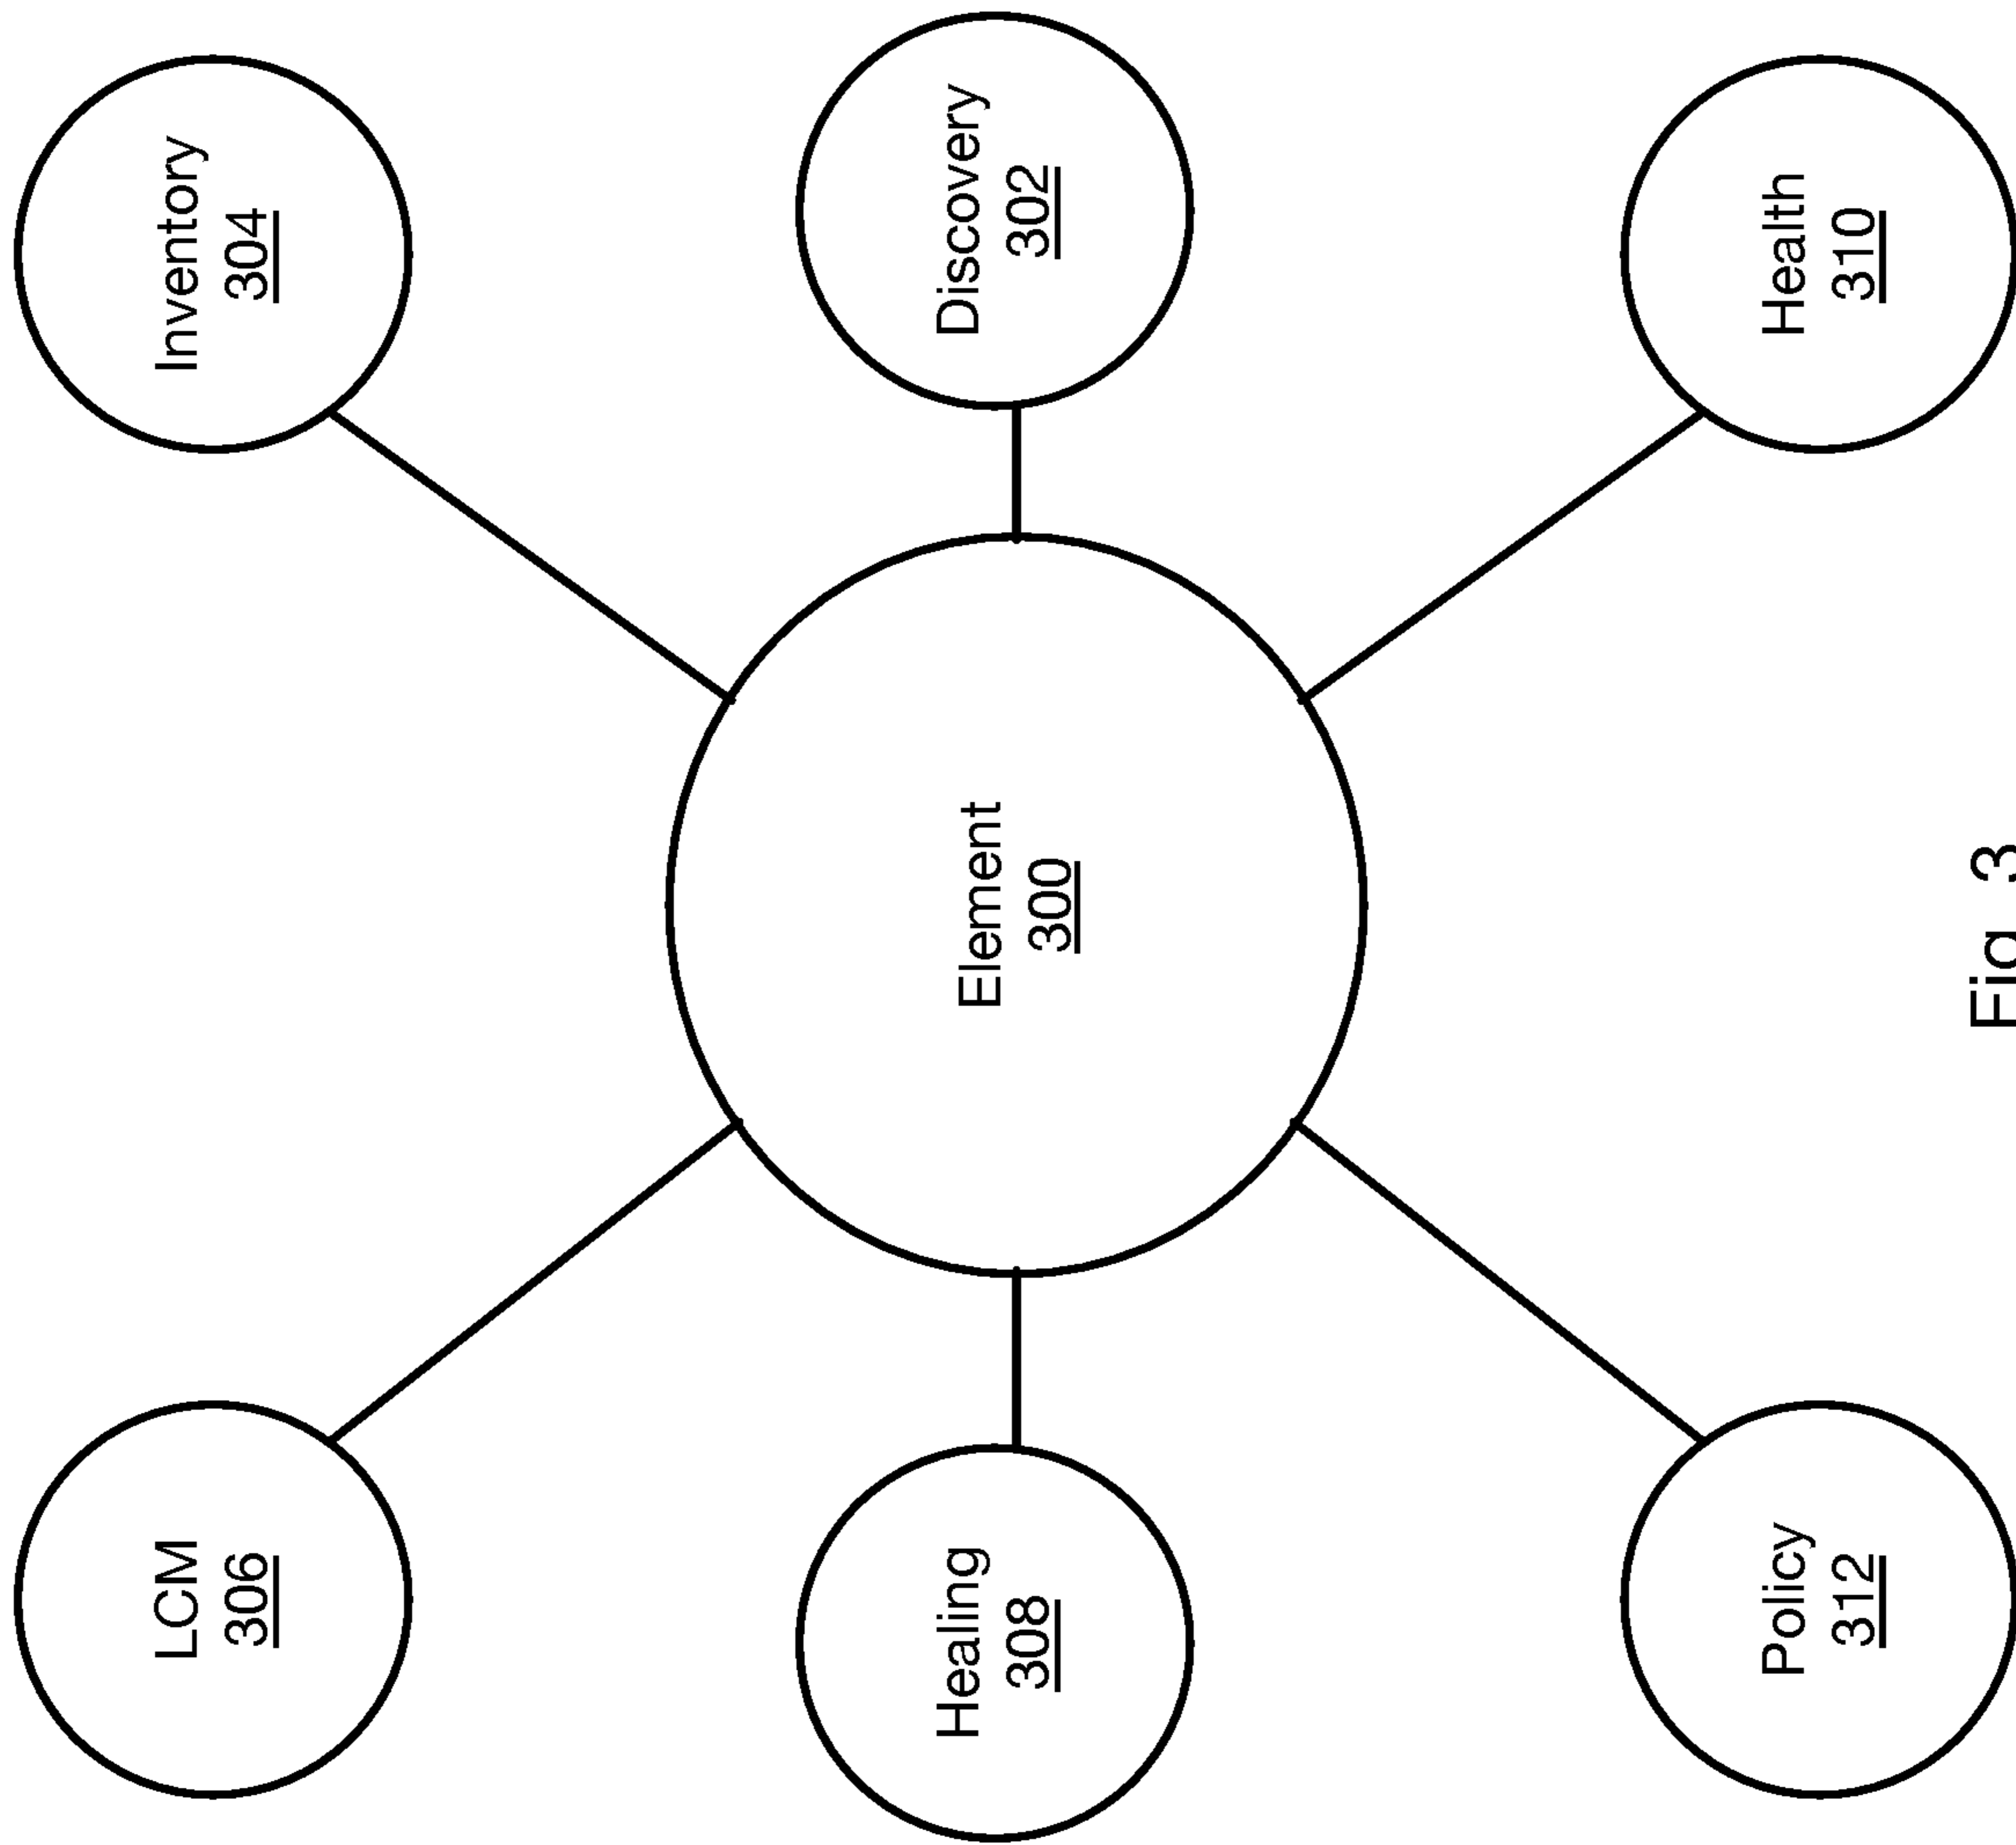 LCM
306
Inventory
304
Healing
308
Element
300
Discovery
302
Policy
312
Health
310
Fig 3